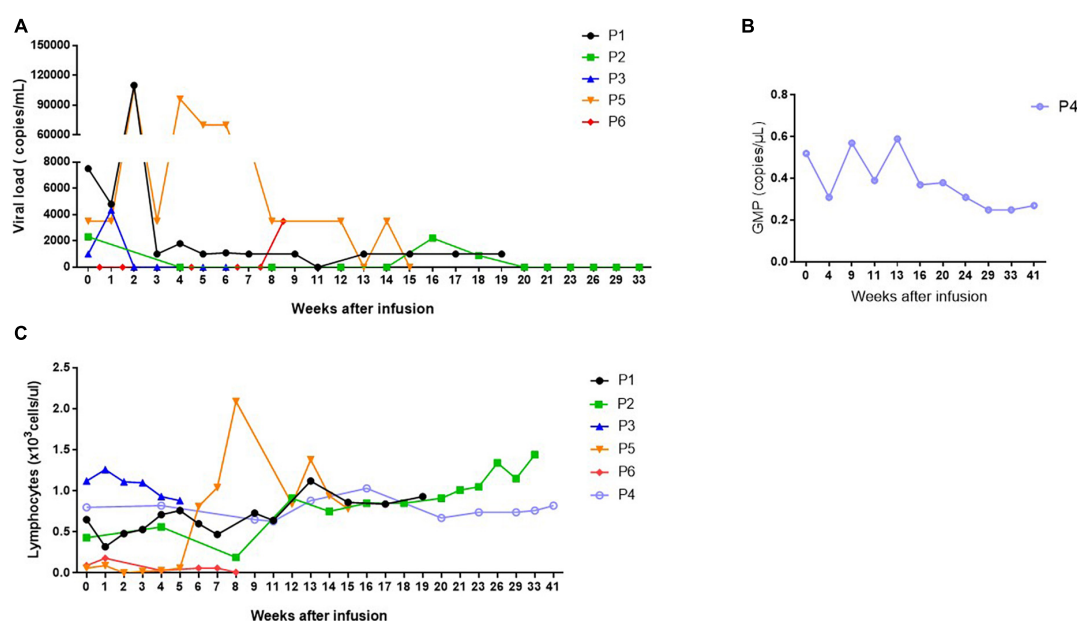 A
P1
P2
P3
P5
P6
Viral load ( copies/mL)
150000
120000
90000
60000
8000
6000
4000
2000
0
0 1 2 3 4 5 6 7 8 9 11 12 13 14 15 16 17 18 19 20 21 23 26 29 33
Weeks after infusion
B
P4
GMP (copies/μL)
0.8
0.6
0.4
0.2
0.0
0 4 9 11 13 16 20 24 29 33 41
Weeks after infusion
C
P1
P2
P3
P5
P6
P4
Lymphocytes (x10³cells/ul)
2.5
2.0
1.5
1.0
0.5
0.0
0 1 2 3 4 5 6 7 8 9 11 12 13 14 15 16 17 18 19 20 21 23 26 29 33 41
Weeks after infusion